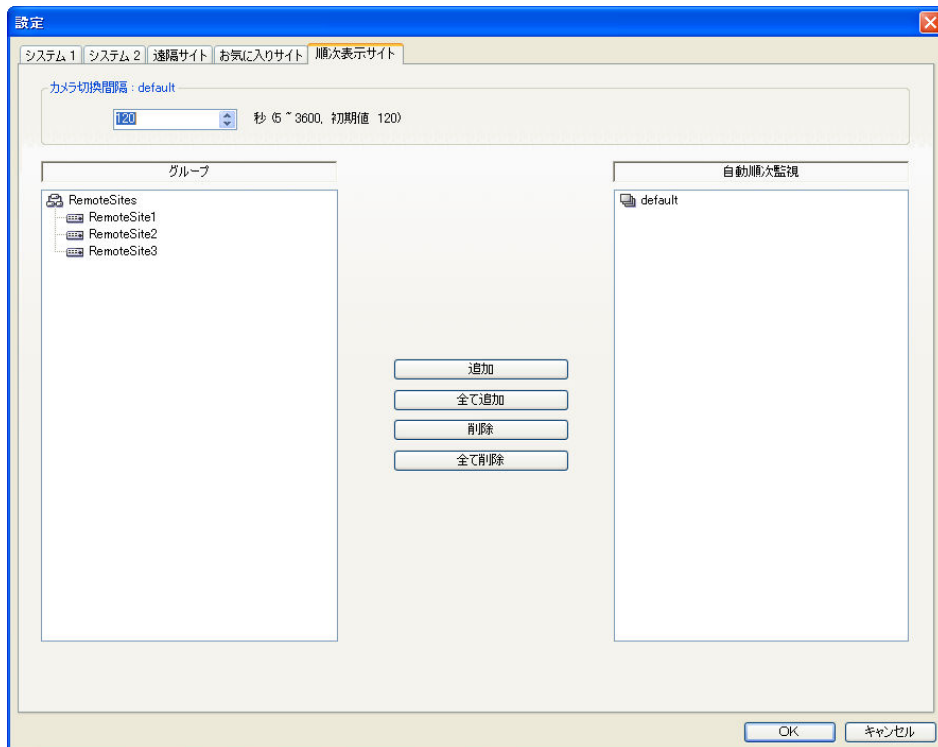 設定
システム 1 システム 2 遠隔サイト お気に入りサイト 順次表示サイト
カメラ切換間隔 : default
120 秒 (5 ~ 3600, 初期値 120)
グループ 自動順次監視
RemoteSites default
RemoteSite1
RemoteSite2
RemoteSite3
追加
全て追加
削除
全て削除
OK キャンセル